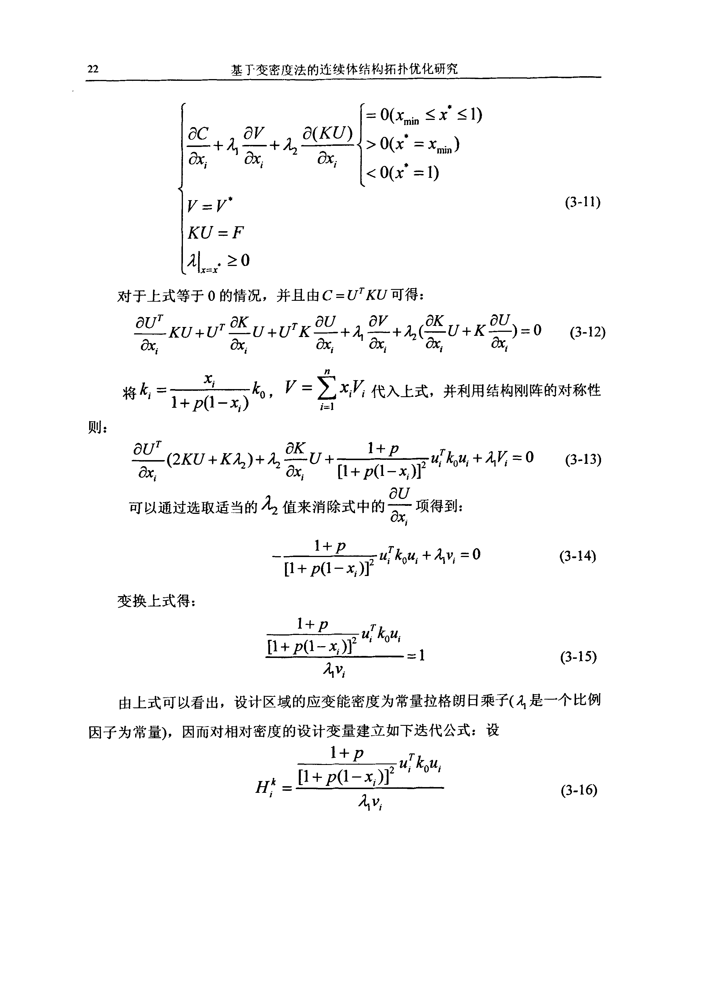 22 基于变密度法的连续体结构拓扑优化研究
$$\begin{cases} \dfrac{\partial C}{\partial x_i}+\lambda_1\dfrac{\partial V}{\partial x_i}+\lambda_2\dfrac{\partial (KU)}{\partial x_i}\begin{cases}=0(x_{\min}\le x^*\le 1)\\>0(x^*=x_{\min})\\<0(x^*=1)\end{cases}\\ V=V^*\\ KU=F\\ \lambda|_{x=x^*}\ge 0\end{cases}$$ (3-11)
对于上式等于 0 的情况，并且由 $C=U^TKU$ 可得：
$$\frac{\partial U^T}{\partial x_i}KU+U^T\frac{\partial K}{\partial x_i}U+U^TK\frac{\partial U}{\partial x_i}+\lambda_1\frac{\partial V}{\partial x_i}+\lambda_2(\frac{\partial K}{\partial x_i}U+K\frac{\partial U}{\partial x_i})=0$$ (3-12)
将 $k_i=\frac{x_i}{1+p(1-x_i)}k_0$，$V=\sum_{i=1}^{n}x_iV_i$ 代入上式，并利用结构刚阵的对称性
则：
$$\frac{\partial U^T}{\partial x_i}(2KU+K\lambda_2)+\lambda_2\frac{\partial K}{\partial x_i}U+\frac{1+p}{[1+p(1-x_i)]^2}u_i^Tk_0u_i+\lambda_1V_i=0$$ (3-13)
可以通过选取适当的 $\lambda_2$ 值来消除式中的 $\frac{\partial U}{\partial x_i}$ 项得到：
$$-\frac{1+p}{[1+p(1-x_i)]^2}u_i^Tk_0u_i+\lambda_1v_i=0$$ (3-14)
变换上式得：
$$\frac{\frac{1+p}{[1+p(1-x_i)]^2}u_i^Tk_0u_i}{\lambda_1v_i}=1$$ (3-15)
由上式可以看出，设计区域的应变能密度为常量拉格朗日乘子($\lambda_1$ 是一个比例
因子为常量)，因而对相对密度的设计变量建立如下迭代公式：设
$$H_i^k=\frac{\frac{1+p}{[1+p(1-x_i)]^2}u_i^Tk_0u_i}{\lambda_1v_i}$$ (3-16)